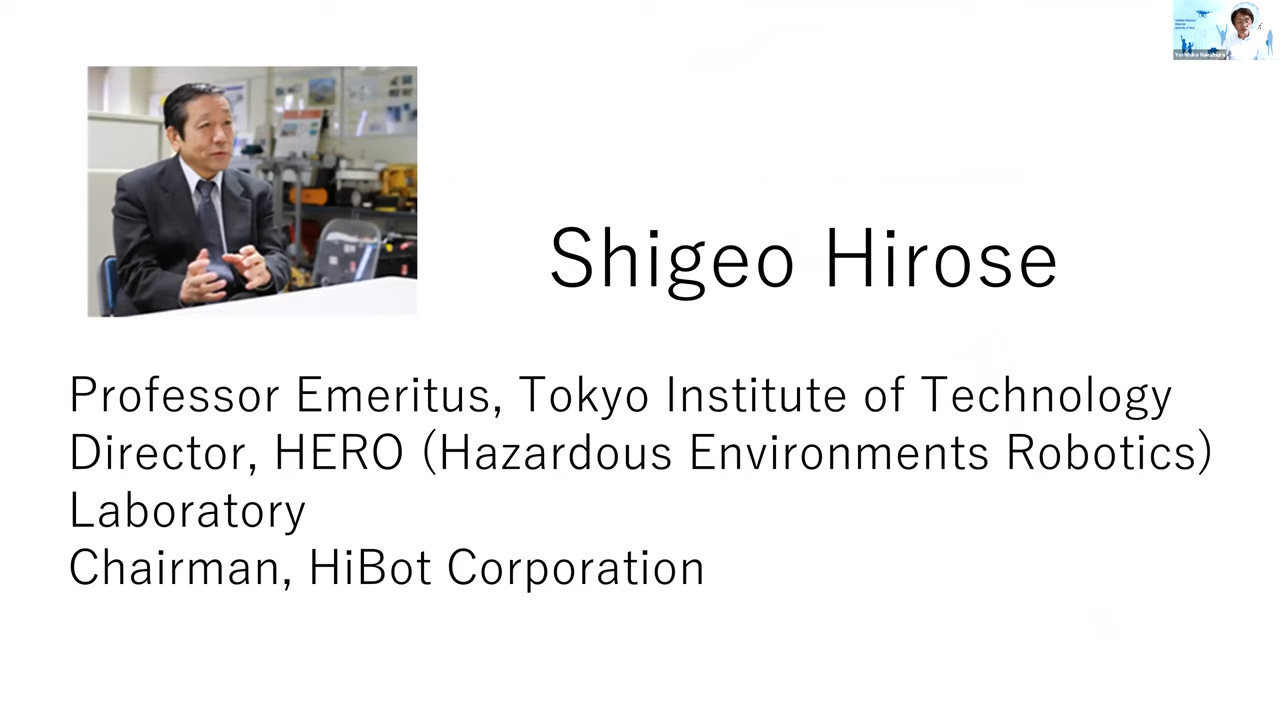 Shigeo Hirose
Professor Emeritus, Tokyo Institute of Technology
Director, HERO (Hazardous Environments Robotics)
Laboratory
Chairman, HiBot Corporation